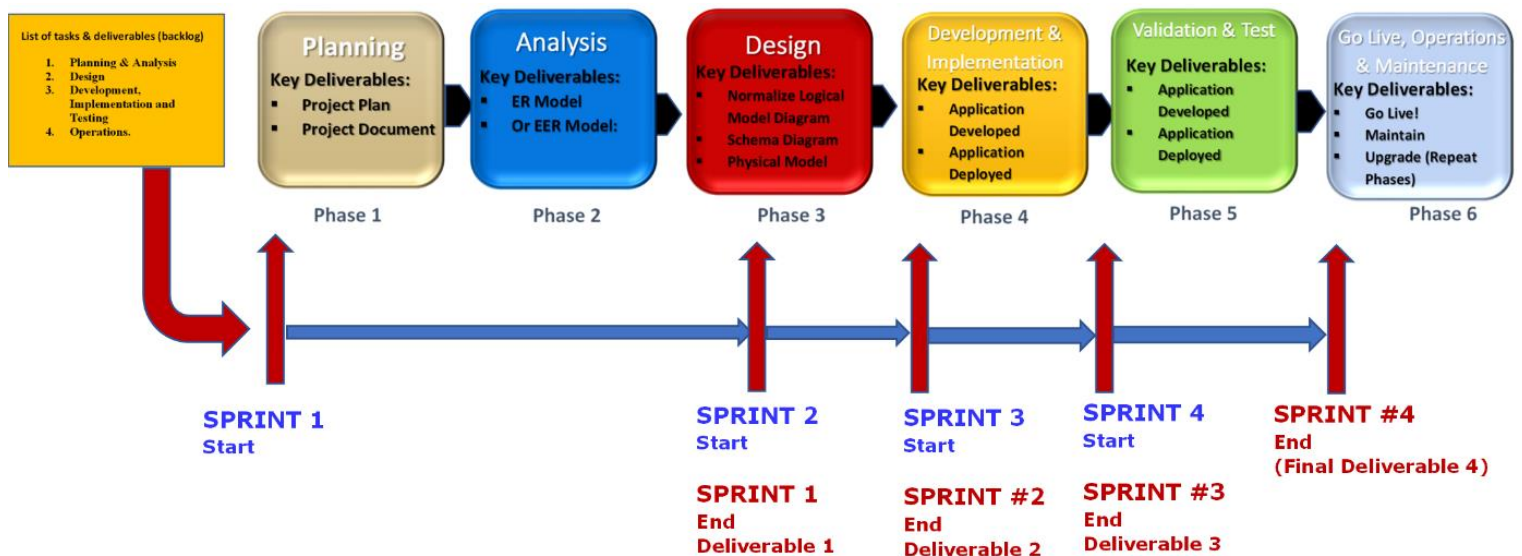 List of tasks & deliverables (backlog)
1. Planning & Analysis
2. Design
3. Development,
Implementation and
Testing
4. Operations.
Planning
Key Deliverables:
▪ Project Plan
▪ Project Document
Phase 1
Analysis
Key Deliverables:
▪ ER Model
▪ Or EER Model:
Phase 2
Design
Key Deliverables:
▪ Normalize Logical
Model Diagram
▪ Schema Diagram
▪ Physical Model
Phase 3
Development &
Implementation
Key Deliverables:
▪ Application
Developed
▪ Application
Deployed
Phase 4
Validation & Test
Key Deliverables:
▪ Application
Developed
▪ Application
Deployed
Phase 5
Go Live, Operations
& Maintenance
Key Deliverables:
▪ Go Live!
▪ Maintain
▪ Upgrade (Repeat
Phases)
Phase 6
SPRINT 1
Start
SPRINT 2
Start
SPRINT 1
End
Deliverable 1
SPRINT 3
Start
SPRINT #2
End
Deliverable 2
SPRINT 4
Start
SPRINT #3
End
Deliverable 3
SPRINT #4
End
(Final Deliverable 4)